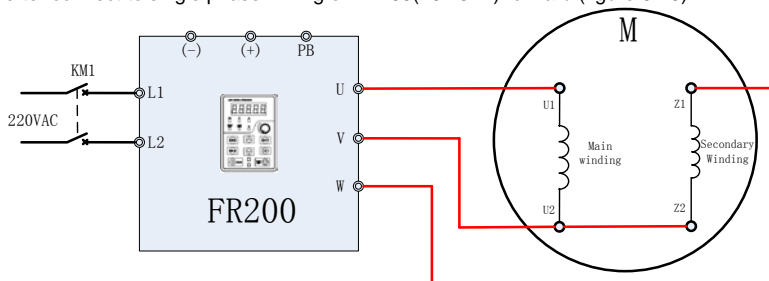 M
(-) (+) PB
KM1
L1
U
U1
Z1
220VAC
L2
V
Main
winding
Secondary
Winding
W
U2
Z2
FR200